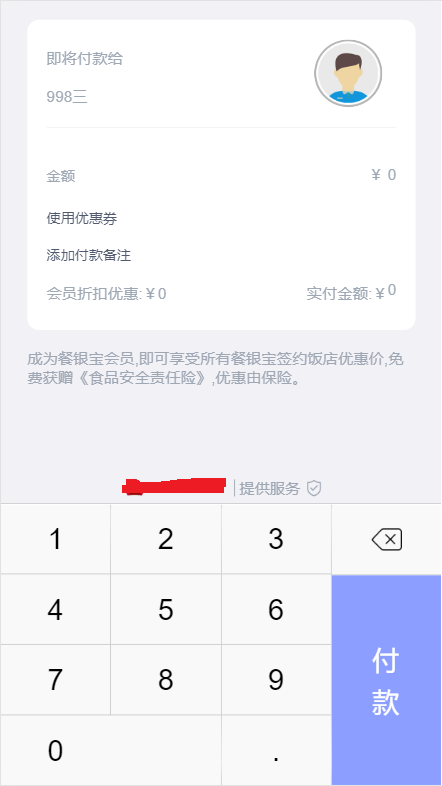 即将付款给
998三
金额 ¥ 0
使用优惠券
添加付款备注
会员折扣优惠:¥0 实付金额:¥0
成为餐银宝会员,即可享受所有餐银宝签约饭店优惠价,免
费获赠《食品安全责任险》,优惠由保险。
提供服务
1 2 3
4 5 6
付
7 8 9
款
0 .